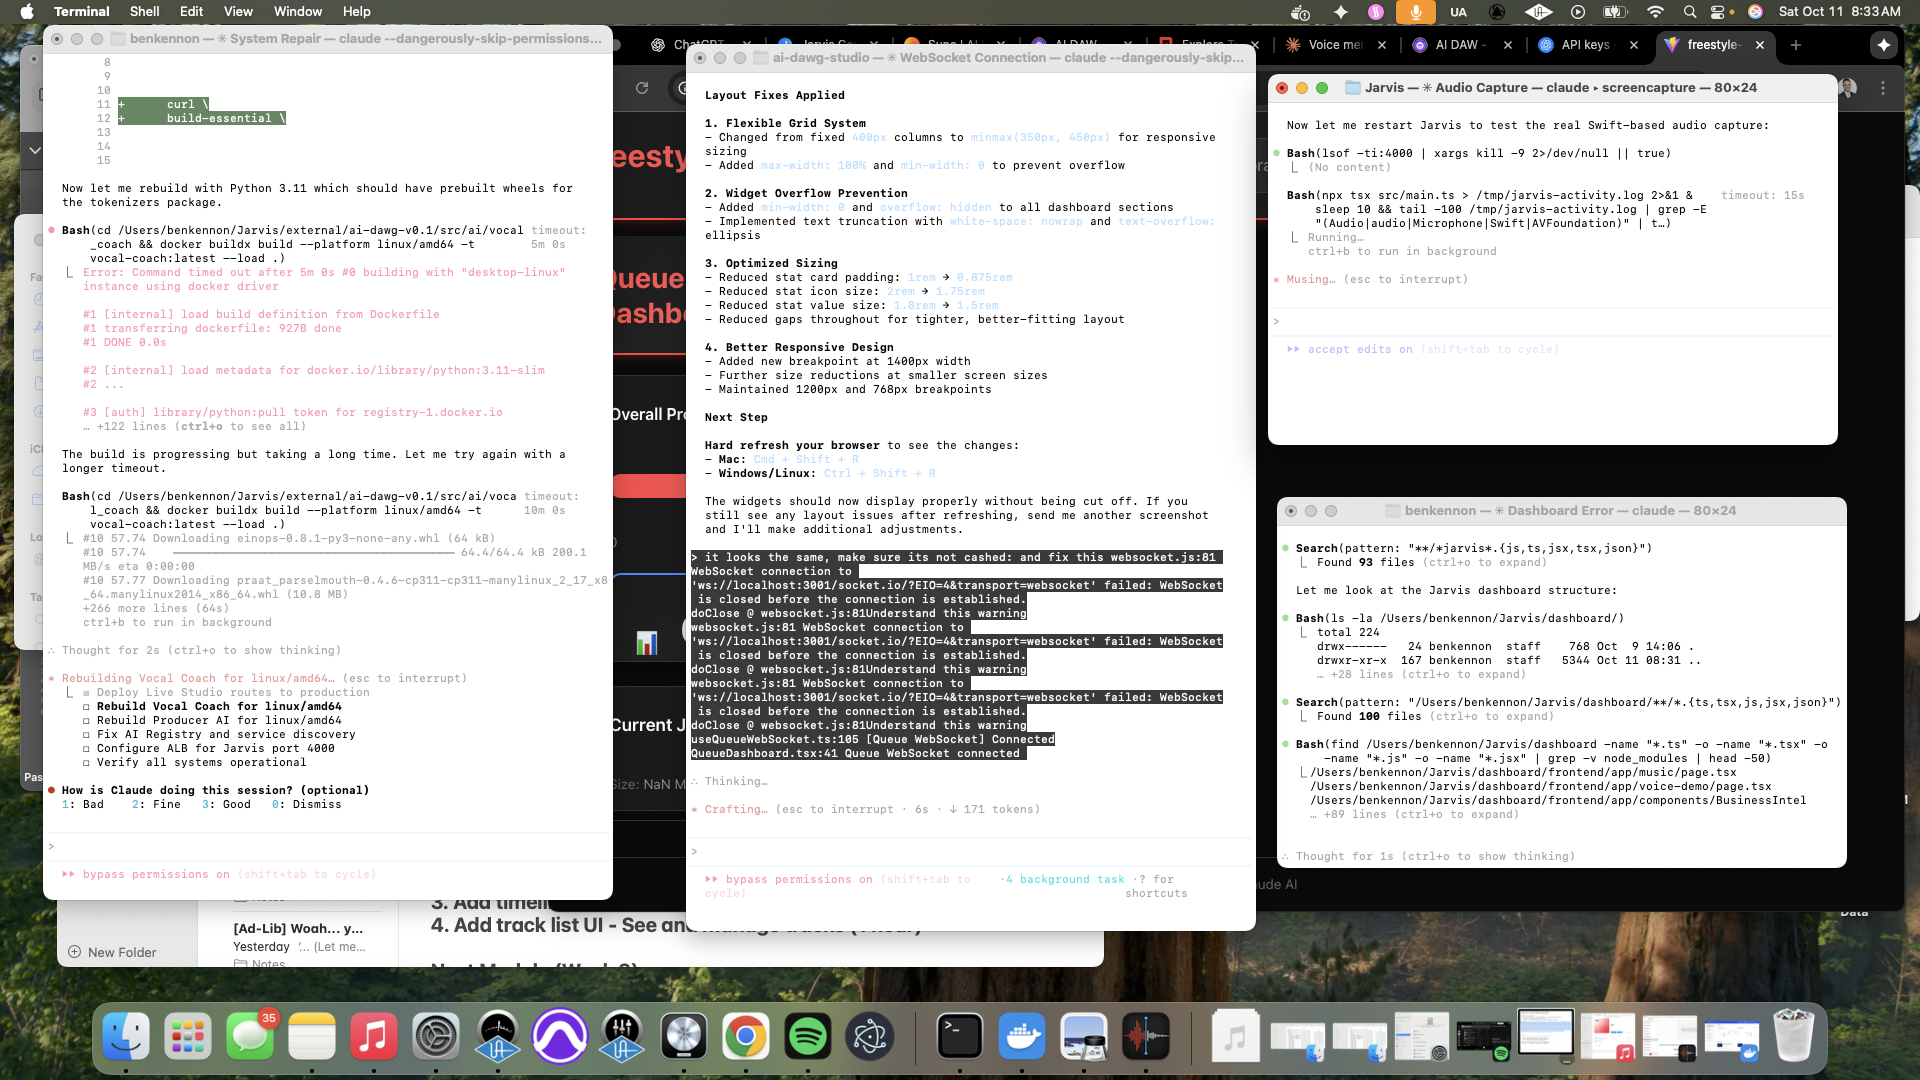 Terminal Shell Edit View Window Help
UA Sat Oct 11 8:33 AM
benkennon — ✳ System Repair — claude --dangerously-skip-permissions...
8
9
10
11 + curl \
12 + build-essential \
13
14
15
Now let me rebuild with Python 3.11 which should have prebuilt wheels for
the tokenizers package.
Bash(cd /Users/benkennon/Jarvis/external/ai-dawg-v0.1/src/ai/vocal timeout:
_coach && docker buildx build --platform linux/amd64 -t 5m 0s
vocal-coach:latest --load .)
Error: Command timed out after 5m 0s #0 building with "desktop-linux"
instance using docker driver
#1 [internal] load build definition from Dockerfile
#1 transferring dockerfile: 927B done
#1 DONE 0.0s
#2 [internal] load metadata for docker.io/library/python:3.11-slim
#2 ...
#3 [auth] library/python:pull token for registry-1.docker.io
… +122 lines (ctrl+o to see all)
The build is progressing but taking a long time. Let me try again with a
longer timeout.
Bash(cd /Users/benkennon/Jarvis/external/ai-dawg-v0.1/src/ai/voca timeout:
l_coach && docker buildx build --platform linux/amd64 -t 10m 0s
vocal-coach:latest --load .)
#10 57.74 Downloading einops-0.8.1-py3-none-any.whl (64 kB)
#10 57.74 ━━━━━━━━━━━━━━━━━━━━━━━━━━━━━━━━━━━━━━━━ 64.4/64.4 kB 200.1
MB/s eta 0:00:00
#10 57.77 Downloading praat_parselmouth-0.4.6-cp311-cp311-manylinux_2_17_x8
_64.manylinux2014_x86_64.whl (10.8 MB)
+266 more lines (64s)
ctrl+b to run in background
∴ Thought for 2s (ctrl+o to show thinking)
✶ Rebuilding Vocal Coach for linux/amd64… (esc to interrupt)
☒ Deploy Live Studio routes to production
☐ Rebuild Vocal Coach for linux/amd64
☐ Rebuild Producer AI for linux/amd64
☐ Fix AI Registry and service discovery
☐ Configure ALB for Jarvis port 4000
☐ Verify all systems operational
● How is Claude doing this session? (optional)
1: Bad 2: Fine 3: Good 0: Dismiss
>
▸▸ bypass permissions on (shift+tab to cycle)
ai-dawg-studio — ✳ WebSocket Connection — claude --dangerously-skip...
Layout Fixes Applied
1. Flexible Grid System
- Changed from fixed 400px columns to minmax(350px, 450px) for responsive
sizing
- Added max-width: 100% and min-width: 0 to prevent overflow
2. Widget Overflow Prevention
- Added min-width: 0 and overflow: hidden to all dashboard sections
- Implemented text truncation with white-space: nowrap and text-overflow:
ellipsis
3. Optimized Sizing
- Reduced stat card padding: 1rem → 0.875rem
- Reduced stat icon size: 2rem → 1.75rem
- Reduced stat value size: 1.8rem → 1.5rem
- Reduced gaps throughout for tighter, better-fitting layout
4. Better Responsive Design
- Added new breakpoint at 1400px width
- Further size reductions at smaller screen sizes
- Maintained 1200px and 768px breakpoints
Next Step
Hard refresh your browser to see the changes:
- Mac: Cmd + Shift + R
- Windows/Linux: Ctrl + Shift + R
The widgets should now display properly without being cut off. If you
still see any layout issues after refreshing, send me another screenshot
and I'll make additional adjustments.
> it looks the same, make sure its not cashed: and fix this websocket.js:81
WebSocket connection to
'ws://localhost:3001/socket.io/?EIO=4&transport=websocket' failed: WebSocket
is closed before the connection is established.
doClose @ websocket.js:81Understand this warning
websocket.js:81 WebSocket connection to
'ws://localhost:3001/socket.io/?EIO=4&transport=websocket' failed: WebSocket
is closed before the connection is established.
doClose @ websocket.js:81Understand this warning
websocket.js:81 WebSocket connection to
'ws://localhost:3001/socket.io/?EIO=4&transport=websocket' failed: WebSocket
is closed before the connection is established.
doClose @ websocket.js:81Understand this warning
useQueueWebSocket.ts:105 [Queue WebSocket] Connected
QueueDashboard.tsx:41 Queue WebSocket connected
∴ Thinking…
✶ Crafting… (esc to interrupt · 6s · ↓ 171 tokens)
>
▸▸ bypass permissions on (shift+tab to cycle) · 4 background task · ? for shortcuts
AI DAW -
API keys
freestyle-
Voice me
Jarvis — ✳ Audio Capture — claude ▸ screencapture — 80×24
Now let me restart Jarvis to test the real Swift-based audio capture:
Bash(lsof -ti:4000 | xargs kill -9 2>/dev/null || true)
(No content)
Bash(npx tsx src/main.ts > /tmp/jarvis-activity.log 2>&1 & timeout: 15s
sleep 10 && tail -100 /tmp/jarvis-activity.log | grep -E
"(Audio|audio|Microphone|Swift|AVFoundation)" | t…)
Running…
ctrl+b to run in background
✶ Musing… (esc to interrupt)
>
▸▸ accept edits on (shift+tab to cycle)
benkennon — ✳ Dashboard Error — claude — 80×24
Search(pattern: "**/*jarvis*.{js,ts,jsx,tsx,json}")
Found 93 files (ctrl+o to expand)
Let me look at the Jarvis dashboard structure:
Bash(ls -la /Users/benkennon/Jarvis/dashboard/)
total 224
drwx------ 24 benkennon staff 768 Oct 9 14:06 .
drwxr-xr-x 167 benkennon staff 5344 Oct 11 08:31 ..
… +28 lines (ctrl+o to expand)
Search(pattern: "/Users/benkennon/Jarvis/dashboard/**/*.{ts,tsx,js,jsx,json}")
Found 100 files (ctrl+o to expand)
Bash(find /Users/benkennon/Jarvis/dashboard -name "*.ts" -o -name "*.tsx" -o
-name "*.js" -o -name "*.jsx" | grep -v node_modules | head -50)
/Users/benkennon/Jarvis/dashboard/frontend/app/music/page.tsx
/Users/benkennon/Jarvis/dashboard/frontend/app/voice-demo/page.tsx
/Users/benkennon/Jarvis/dashboard/frontend/app/components/BusinessIntel
… +89 lines (ctrl+o to expand)
∴ Thought for 1s (ctrl+o to show thinking)
Overall Pro
Current J
Size: NaN M
ude AI
New Folder
[Ad-Lib] Woah... y...
Yesterday '... (Let me...
Notes
4. Add track list UI - See and manage tracks
35